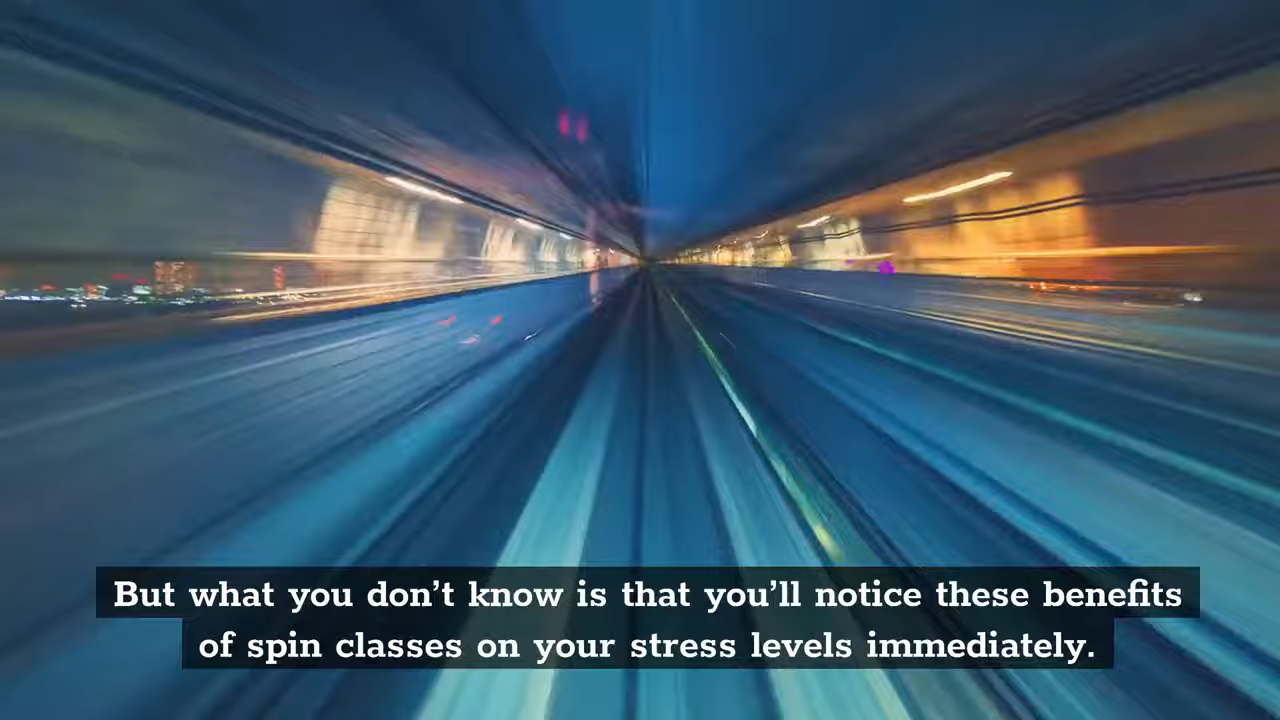 But what you don’t know is that you’ll notice these benefits
of spin classes on your stress levels immediately.